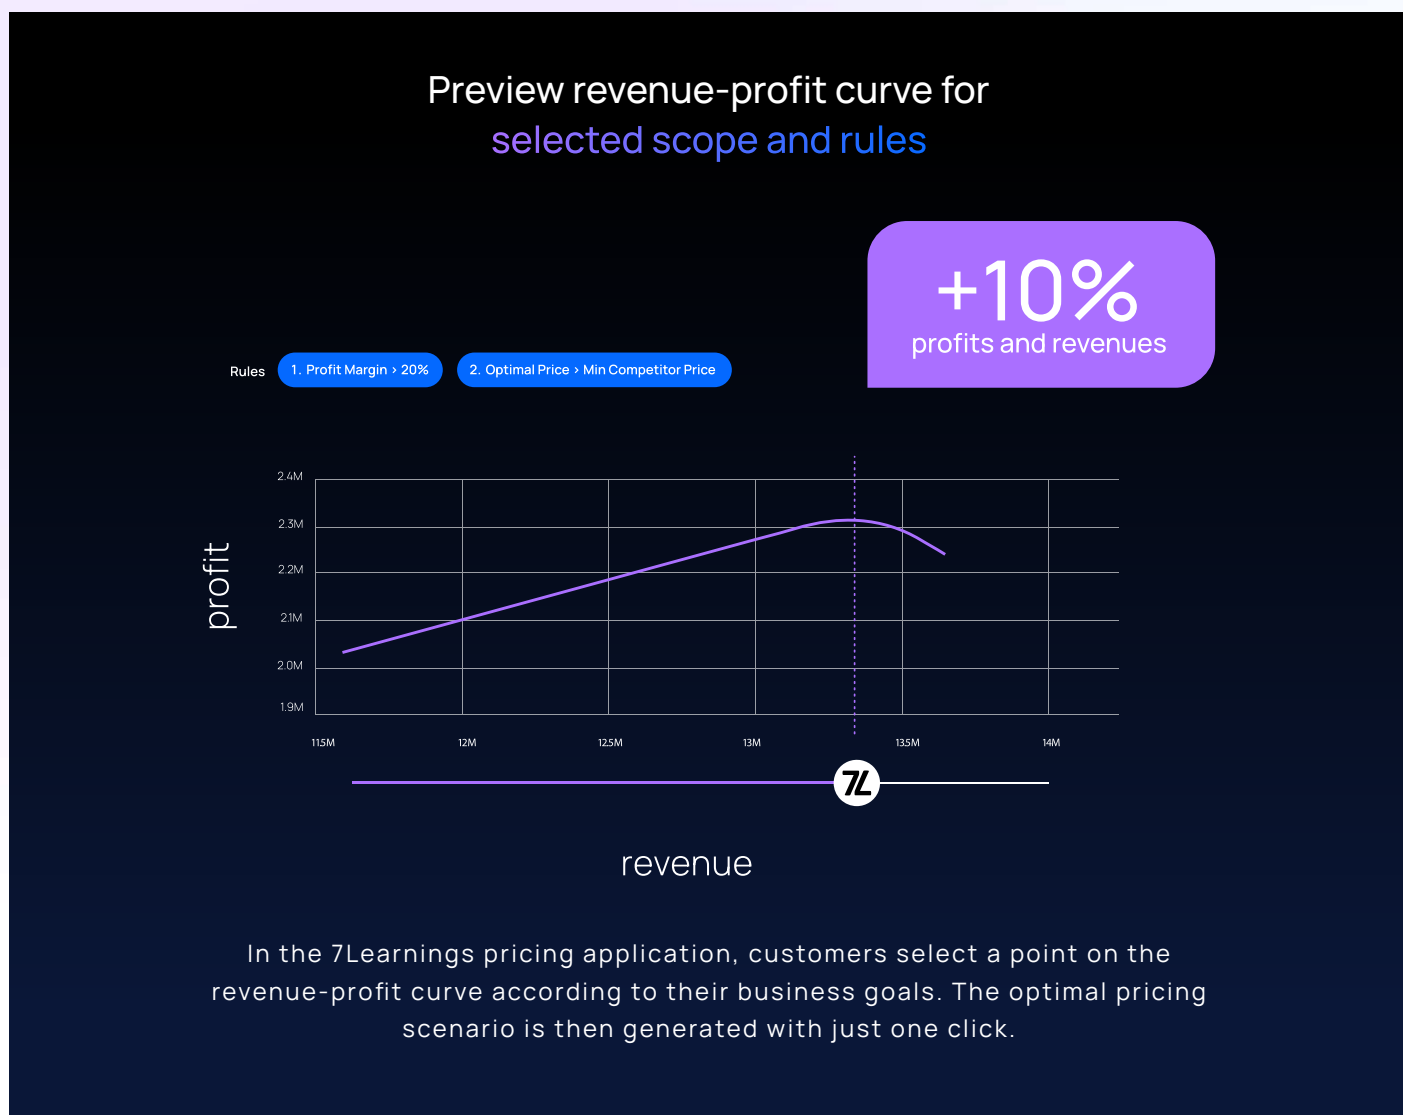 Preview revenue-profit curve for
selected scope and rules
+10%
profits and revenues
Rules
1. Profit Margin > 20%
2. Optimal Price > Min Competitor Price
profit
2.4M
2.3M
2.2M
2.1M
2.0M
1.9M
11.5M
12M
12.5M
13M
13.5M
14M
7L
revenue
In the 7Learnings pricing application, customers select a point on the
revenue-profit curve according to their business goals. The optimal pricing
scenario is then generated with just one click.